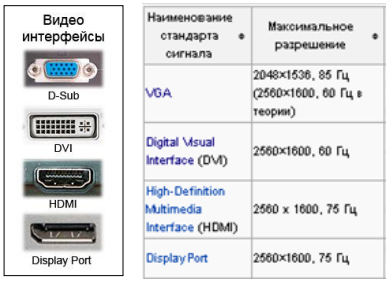 Видео
интерфейсы
D-Sub
DVI
HDMI
Display Port
Наименование
стандарта
сигнала
Максимальное
разрешение
VGA
2048×1536, 85 Гц
(2560×1600, 60 Гц в
теории)
Digital Visual
Interface (DVI)
2560×1600, 60 Гц
High-Definition
Multimedia
Interface (HDMI)
2560 x 1600, 75 Гц
Display Port
2560×1600, 75 Гц